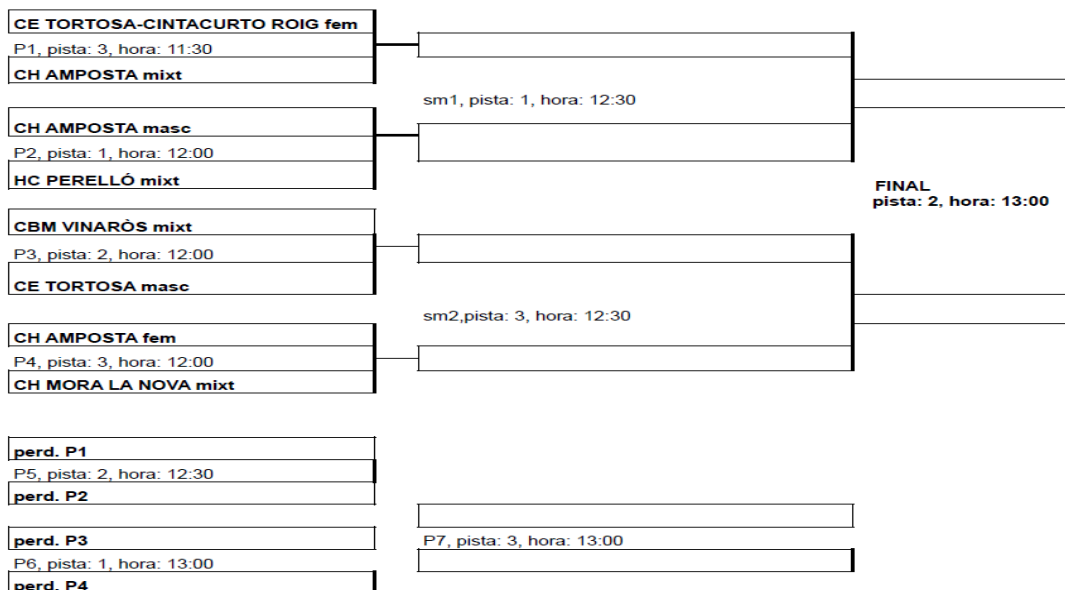 CE TORTOSA-CINTACURTO ROIG fem
P1, pista: 3, hora: 11:30
CH AMPOSTA mixt
sm1, pista: 1, hora: 12:30
CH AMPOSTA masc
P2, pista: 1, hora: 12:00
HC PERELLÓ mixt
FINAL
pista: 2, hora: 13:00
CBM VINARÒS mixt
P3, pista: 2, hora: 12:00
CE TORTOSA masc
sm2,pista: 3, hora: 12:30
CH AMPOSTA fem
P4, pista: 3, hora: 12:00
CH MORA LA NOVA mixt
perd. P1
P5, pista: 2, hora: 12:30
perd. P2
perd. P3
P7, pista: 3, hora: 13:00
P6, pista: 1, hora: 13:00
perd. P4